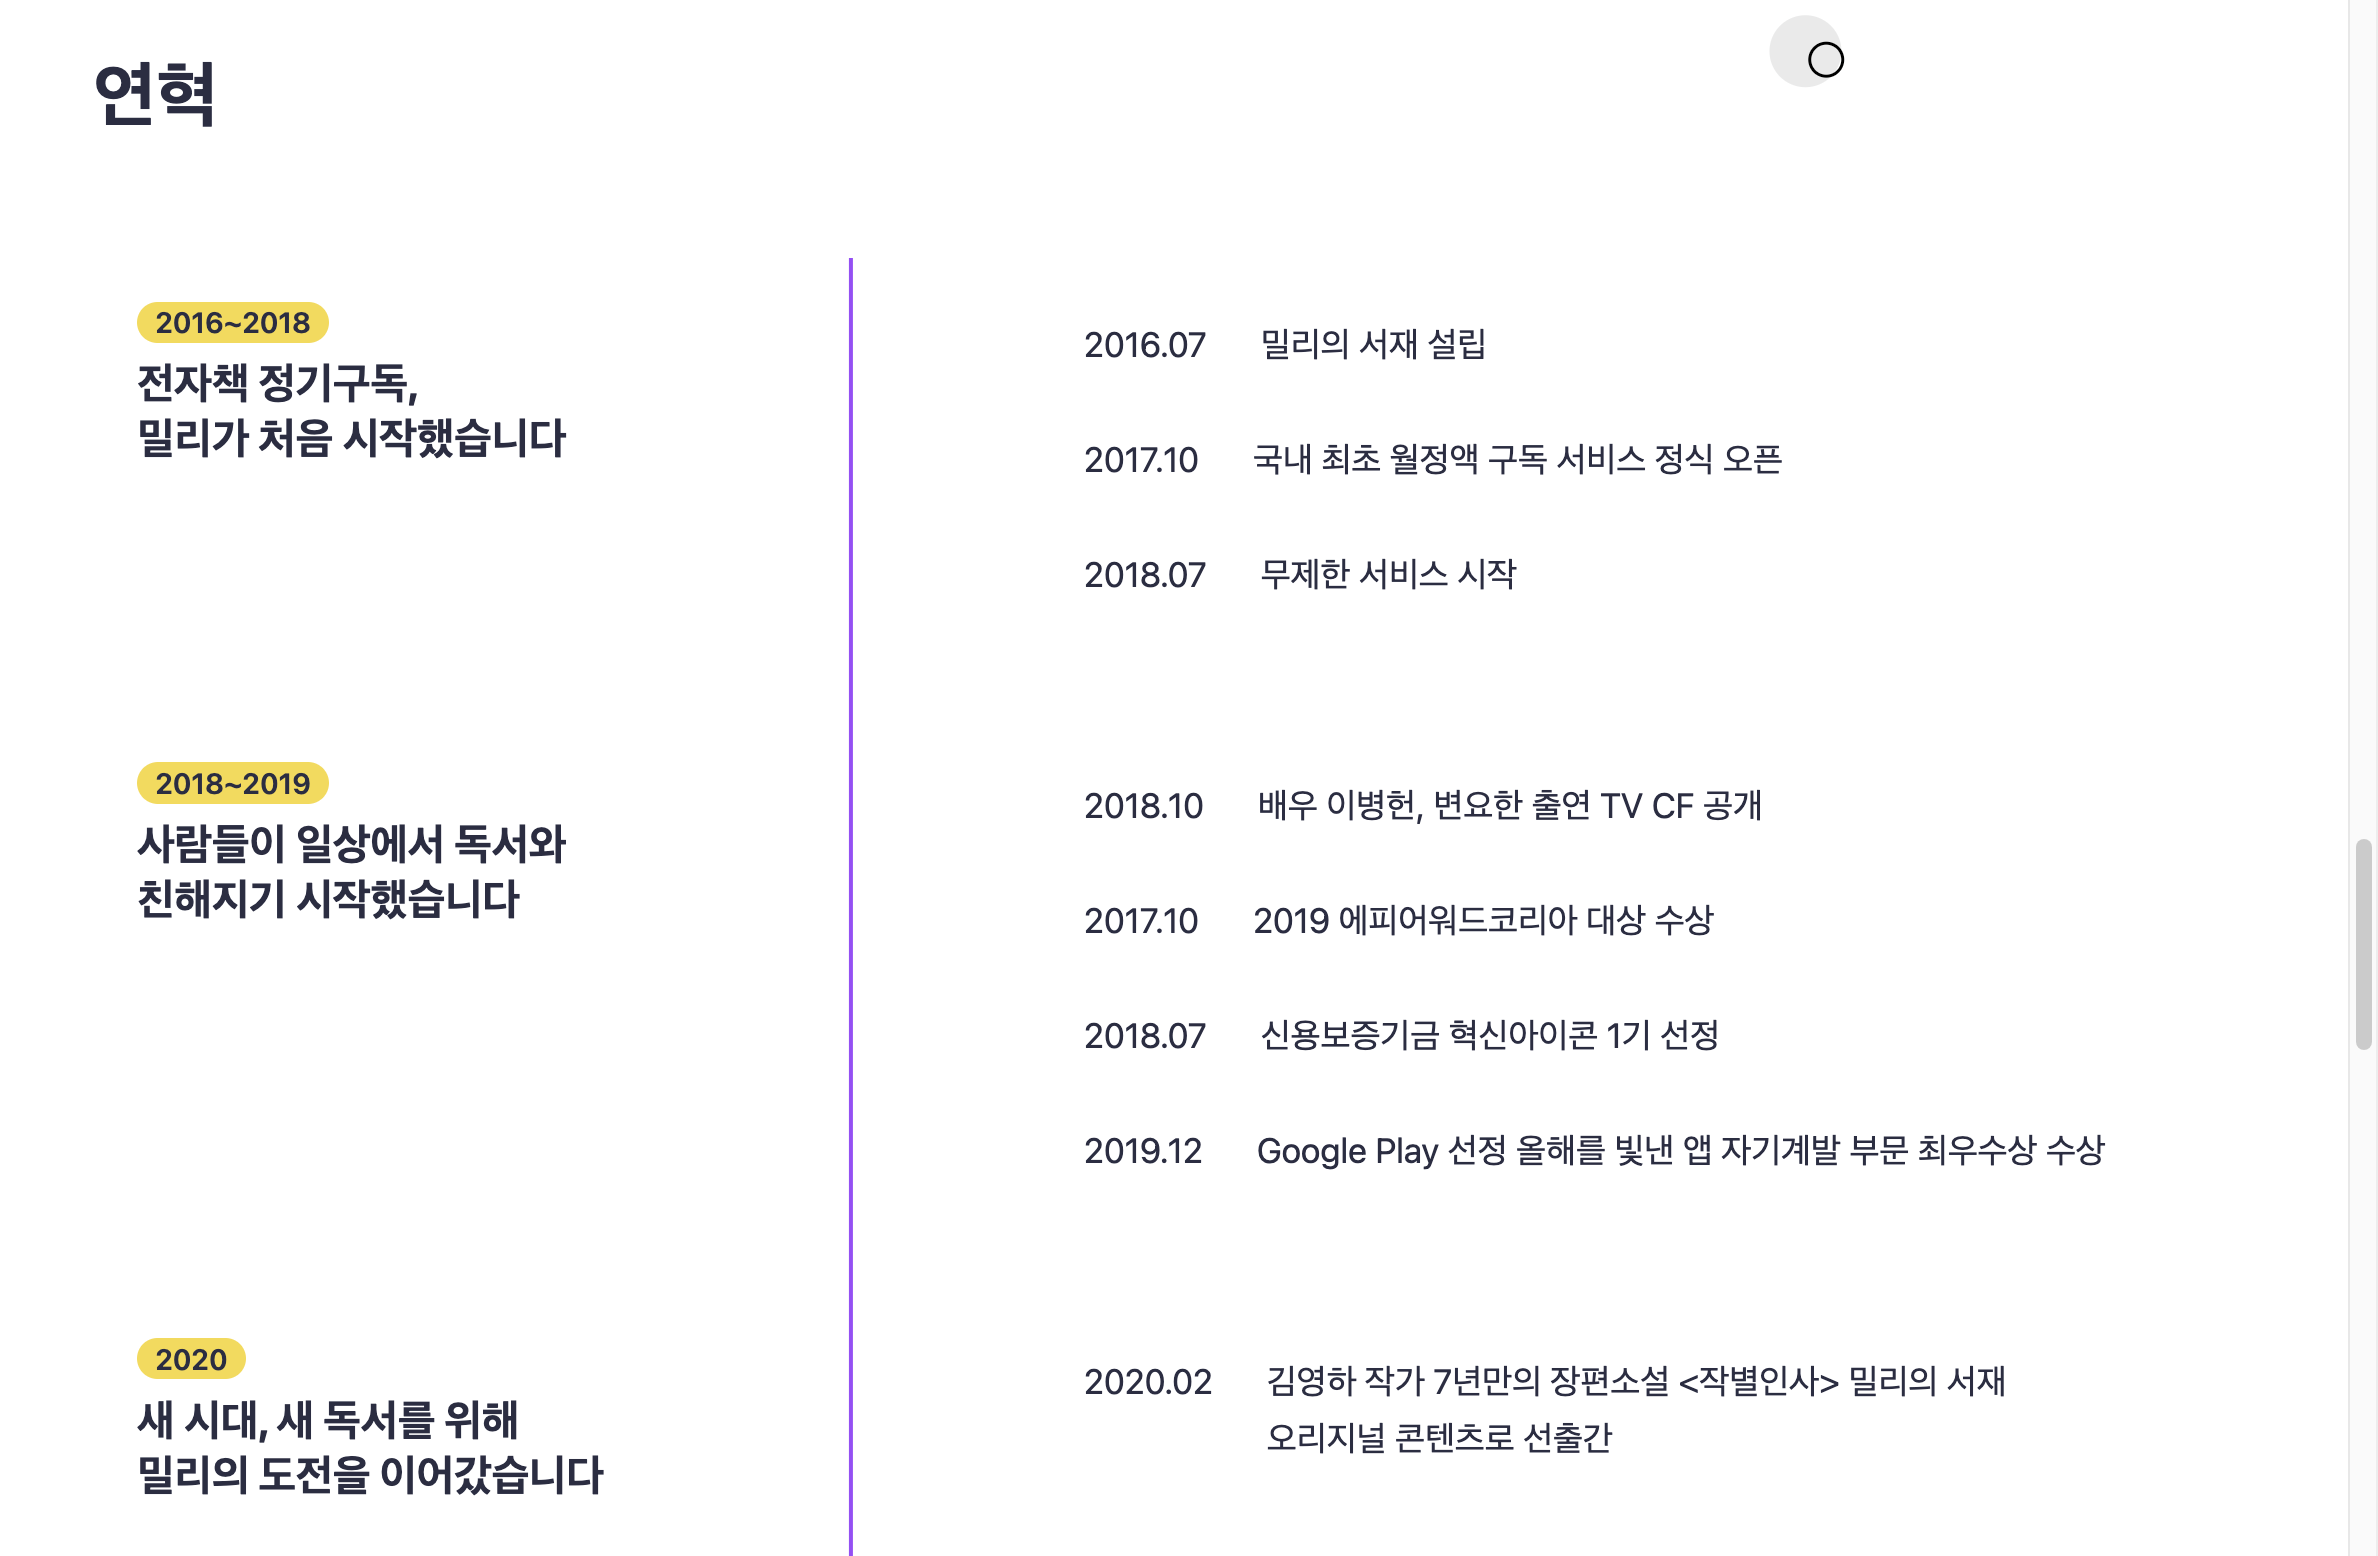 연혁
2016~2018
전자책 정기구독,
밀리가 처음 시작했습니다
2016.07 밀리의 서재 설립
2017.10 국내 최초 월정액 구독 서비스 정식 오픈
2018.07 무제한 서비스 시작
2018~2019
사람들이 일상에서 독서와
친해지기 시작했습니다
2018.10 배우 이병헌, 변요한 출연 TV CF 공개
2017.10 2019 에피어워드코리아 대상 수상
2018.07 신용보증기금 혁신아이콘 1기 선정
2019.12 Google Play 선정 올해를 빛낸 앱 자기계발 부문 최우수상 수상
2020
새 시대, 새 독서를 위해
밀리의 도전을 이어갔습니다
2020.02 김영하 작가 7년만의 장편소설 <작별인사> 밀리의 서재
오리지널 콘텐츠로 선출간